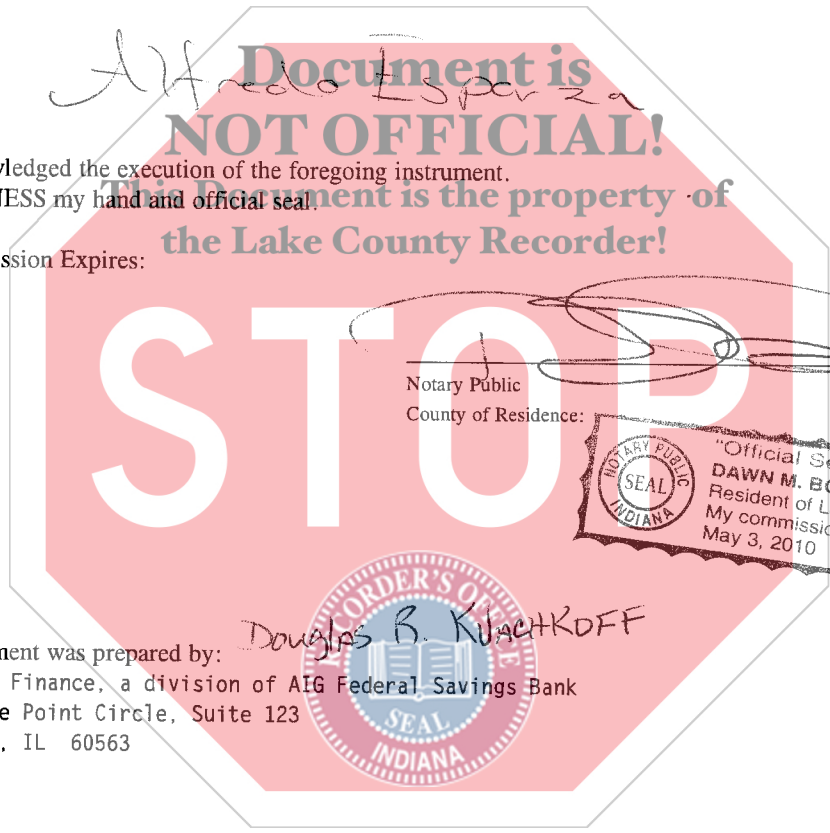 Alfredo Esparza
Document is
NOT OFFICIAL!
ledged the execution of the foregoing instrument.
ESS my hand and official seal.
This Document is the property of
the Lake County Recorder!
ssion Expires:
STOP
Notary Public
County of Residence:
NOTARY PUBLIC
SEAL
INDIANA
"Official Se
DAWN M. BO
Resident of L
My commissio
May 3, 2010
RECORDER'S OFFICE
SEAL
INDIANA
Douglas B. KVACHKOFF
ment was prepared by:
Finance, a division of AIG Federal Savings Bank
e Point Circle, Suite 123
, IL 60563